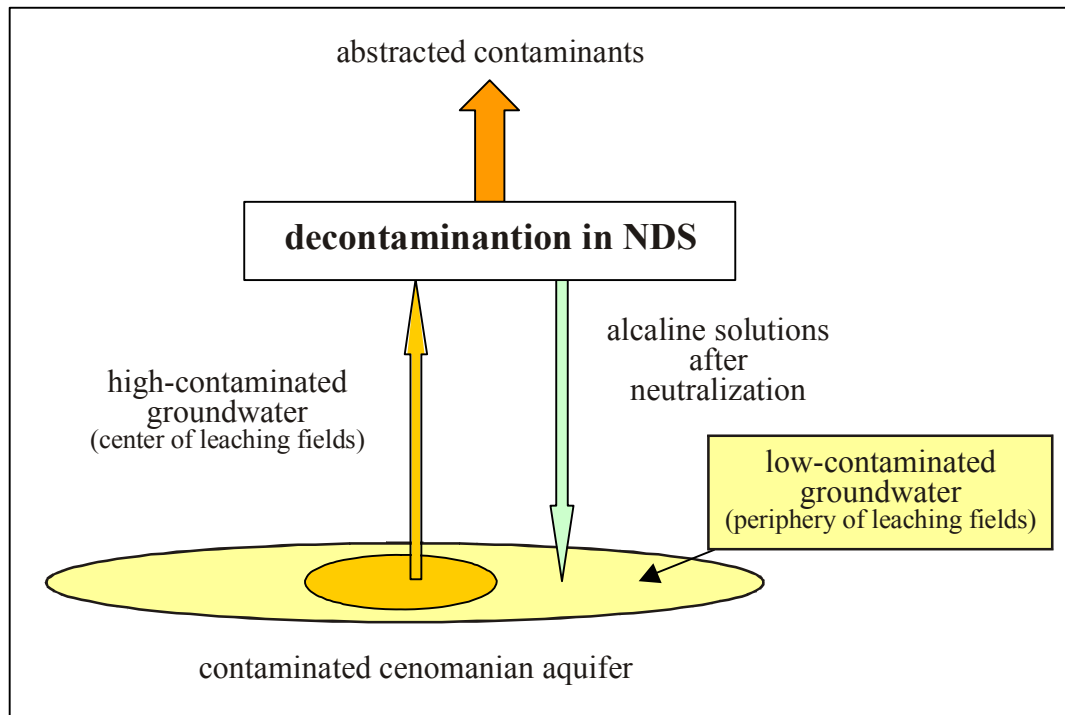 abstracted contaminants
decontaminantion in NDS
high-contaminated
groundwater
(center of leaching fields)
alcaline solutions
after
neutralization
low-contaminated
groundwater
(periphery of leaching fields)
contaminated cenomanian aquifer